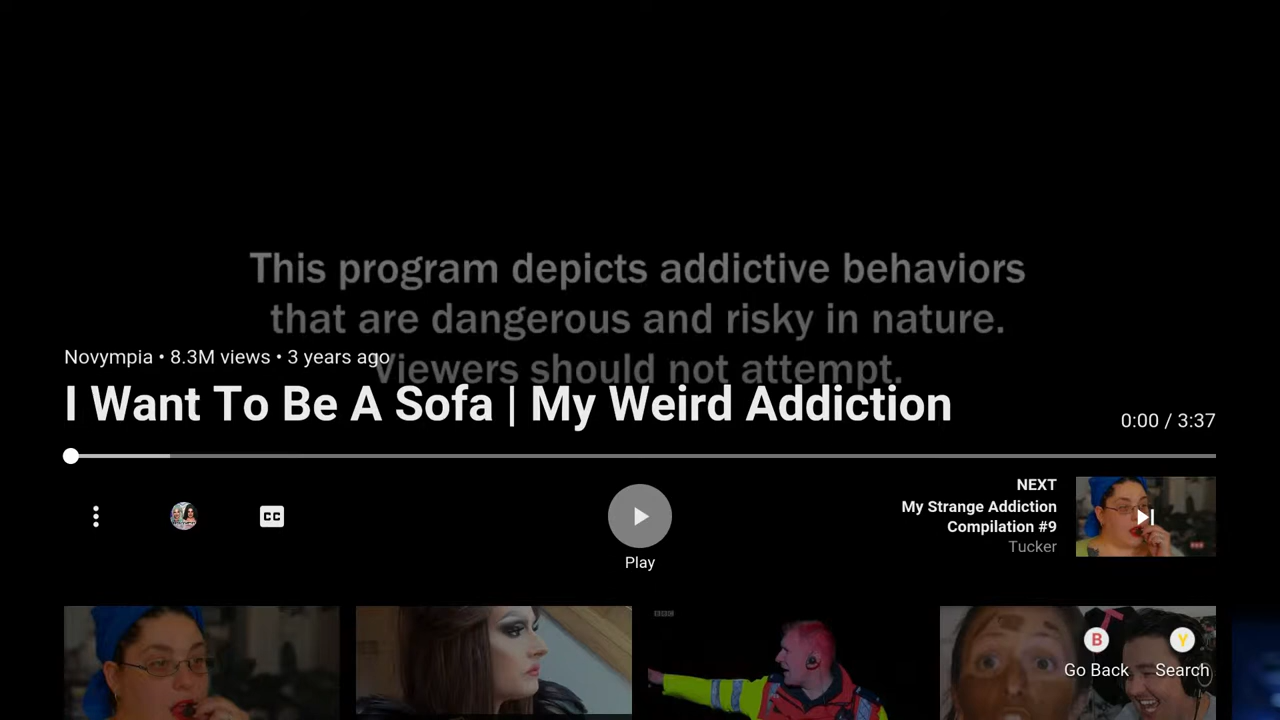 This program depicts addictive behaviors
that are dangerous and risky in nature.
Viewers should not attempt.
Novympia • 8.3M views • 3 years ago
I Want To Be A Sofa | My Weird Addiction
0:00 / 3:37
CC
Play
NEXT
My Strange Addiction
Compilation #9
Tucker
BBC
B
Go Back
Y
Search